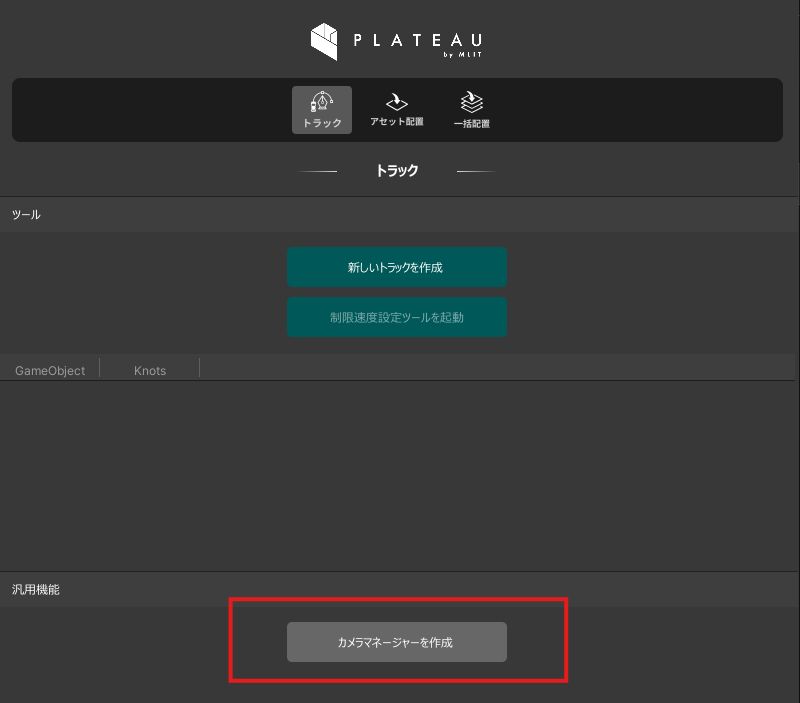 PLATEAU
by MLIT
トラック
アセット配置
一括配置
トラック
ツール
新しいトラックを作成
制限速度設定ツールを起動
GameObject
Knots
汎用機能
カメラマネージャーを作成